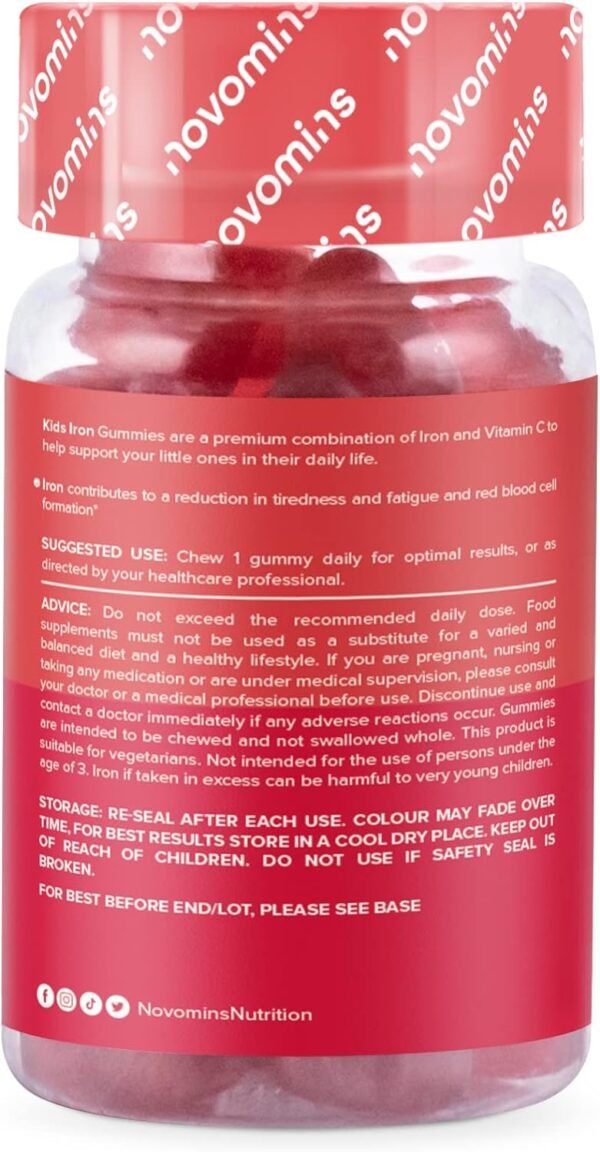 novomins
novomins
novomins
novomins
novomins
novomins
Kids Iron Gummies are a premium combination of Iron and Vitamin C to
help support your little ones in their daily life.
• Iron contributes to a reduction in tiredness and fatigue and red blood cell
formation*
SUGGESTED USE: Chew 1 gummy daily for optimal results, or as
directed by your healthcare professional.
ADVICE: Do not exceed the recommended daily dose. Food
supplements must not be used as a substitute for a varied and
balanced diet and a healthy lifestyle. If you are pregnant, nursing or
taking any medication or are under medical supervision, please consult
your doctor or a medical professional before use. Discontinue use and
contact a doctor immediately if any adverse reactions occur. Gummies
are intended to be chewed and not swallowed whole. This product is
suitable for vegetarians. Not intended for the use of persons under the
age of 3. Iron if taken in excess can be harmful to very young children.
STORAGE: RE-SEAL AFTER EACH USE. COLOUR MAY FADE OVER
TIME, FOR BEST RESULTS STORE IN A COOL DRY PLACE. KEEP OUT
OF REACH OF CHILDREN. DO NOT USE IF SAFETY SEAL IS
BROKEN.
FOR BEST BEFORE END/LOT, PLEASE SEE BASE
NovominsNutrition